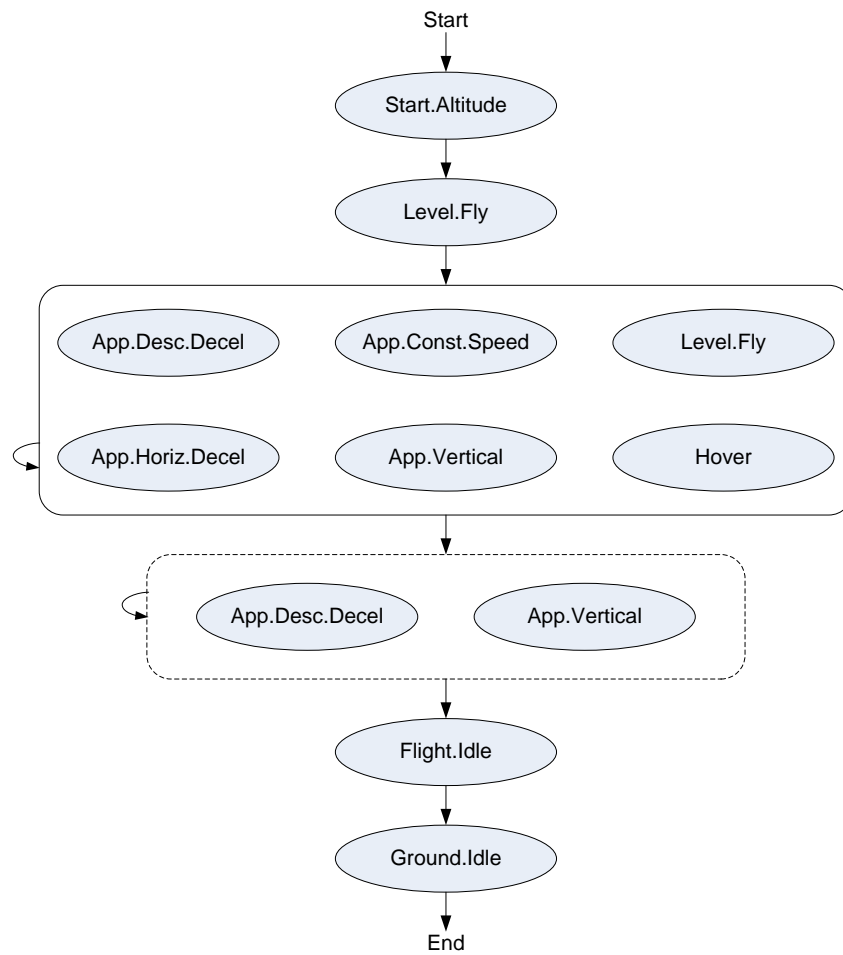 Start
Start.Altitude
Level.Fly
App.Desc.Decel
App.Const.Speed
Level.Fly
App.Horiz.Decel
App.Vertical
Hover
App.Desc.Decel
App.Vertical
Flight.Idle
Ground.Idle
End